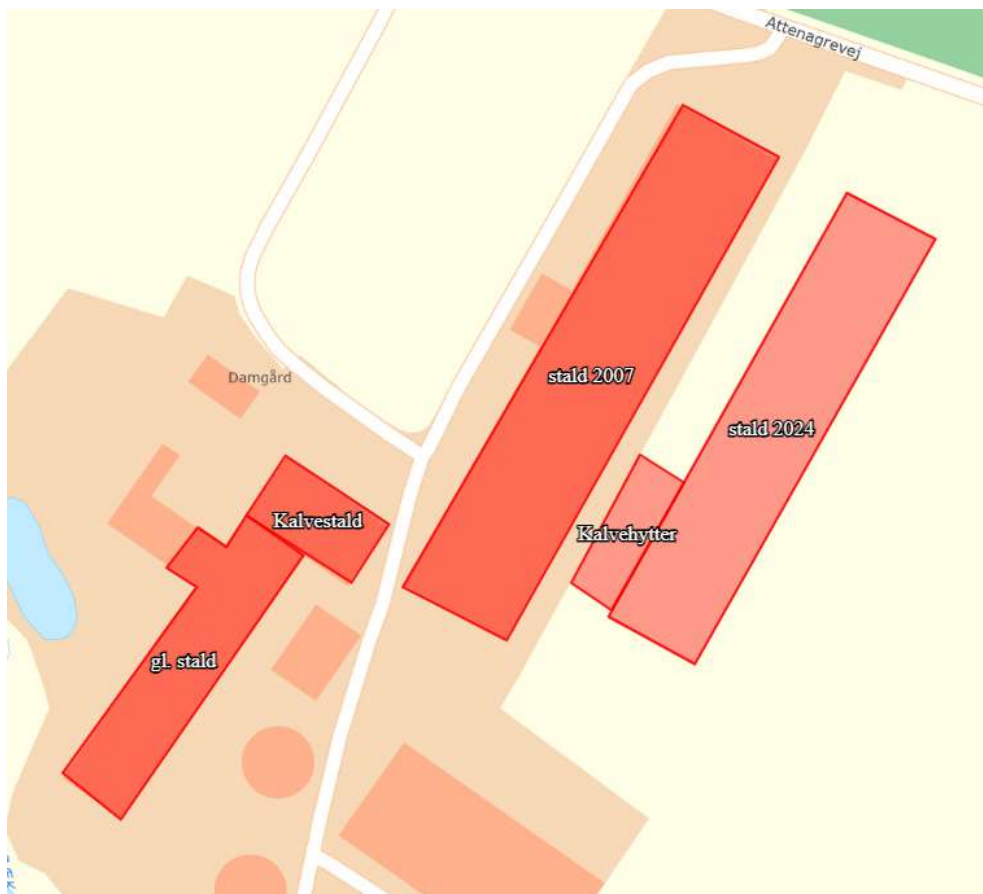 Attenagrevej
stald 2007
Damgård
stald 2024
Kalvestald
Kalvehytter
gl. stald